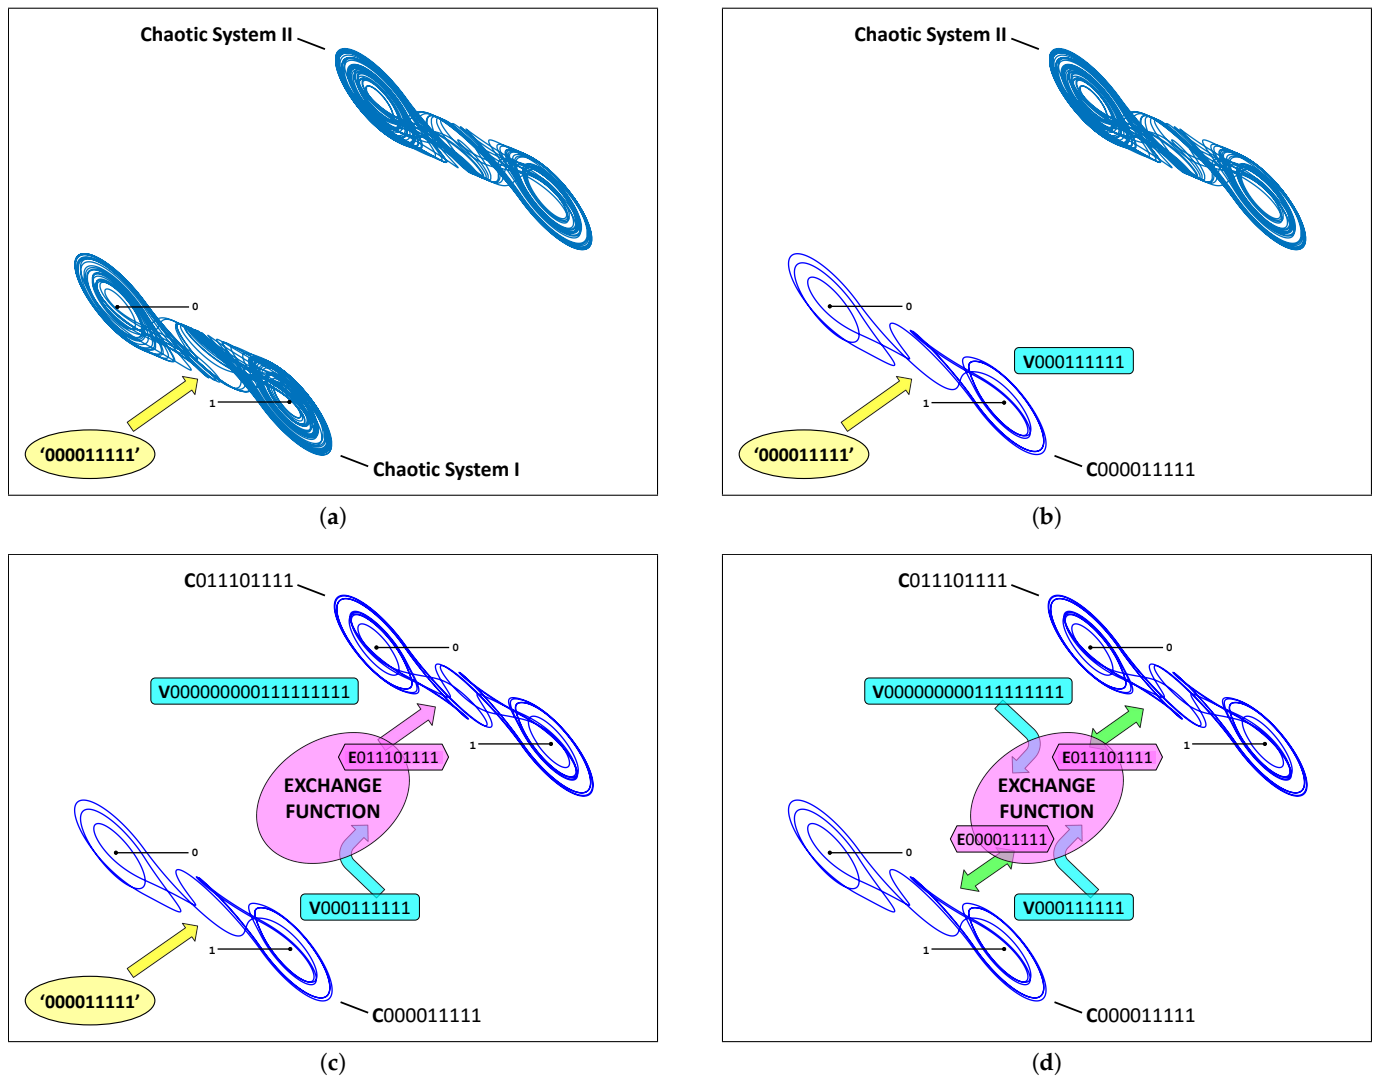 Chaotic System II
0
1
‘000011111’
Chaotic System I
(a)
Chaotic System II
0
V000111111
1
‘000011111’
C000011111
(b)
C011101111
0
V000000000111111111
1
E011101111
EXCHANGE
FUNCTION
0
V000111111
1
‘000011111’
C000011111
(c)
C011101111
0
V000000000111111111
1
E011101111
EXCHANGE
FUNCTION
E000011111
0
V000111111
1
C000011111
(d)